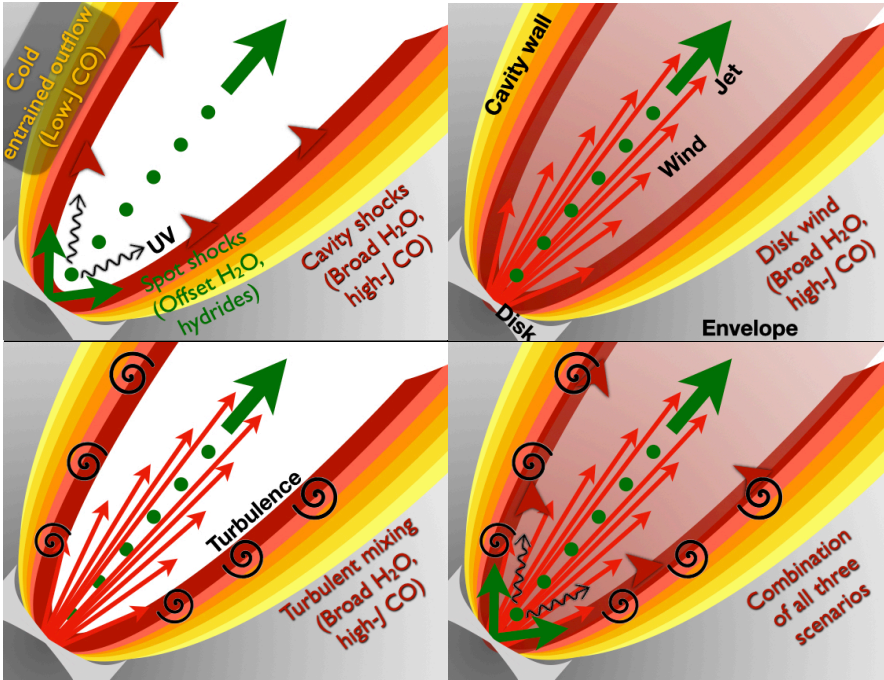 Cold
entrained outflow
(Low-J CO)
UV
Spot shocks
(Offset H₂O,
hydrides)
Cavity shocks
(Broad H₂O,
high-J CO)
Cavity wall
Jet
Wind
Disk wind
(Broad H₂O,
high-J CO)
Disk
Envelope
Turbulence
Turbulent mixing
(Broad H₂O,
high-J CO)
Combination
of all three
scenarios